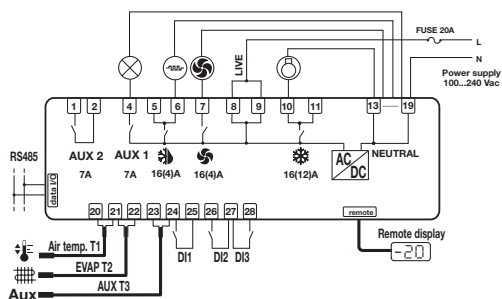 FUSE 20A
L
N
LIVE
Power supply
100...240 Vac
1 2 4 5 6 7 8 9 10 11 13 19
RS485
data I/O
AUX 2
7A
AUX 1
7A
16(4)A
16(4)A
16(12)A
AC
DC
NEUTRAL
20 21 22 23 24 25 26 27 28
remote
Air temp. T1
EVAP T2
Aux
AUX T3
DI1
DI2
DI3
Remote display
-20